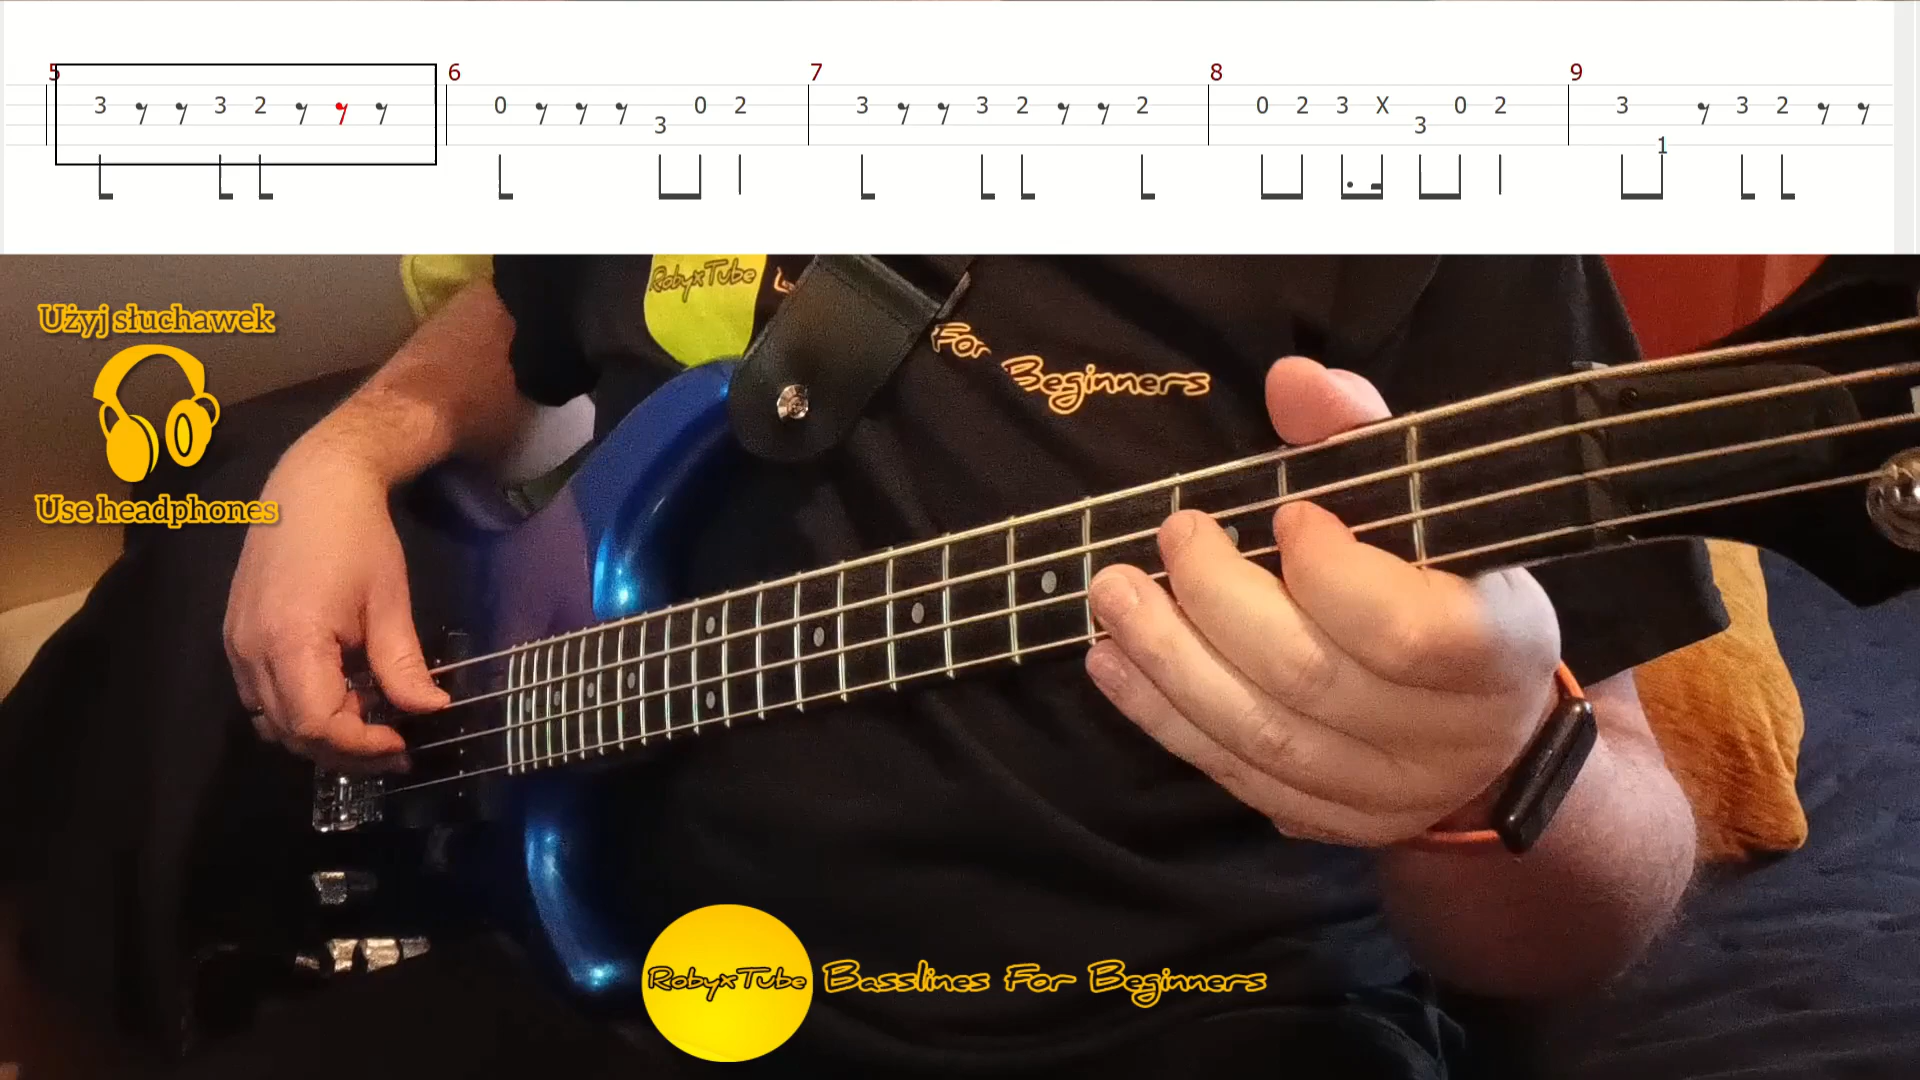 5 6 7 8 9
3 3 2 0 0 2 3 3 2 2 0 2 3 X 0 2 3 3 2
3 3
1
Użyj słuchawek
Use headphones
RobyxTube
For Beginners
RobyxTube Basslines For Beginners